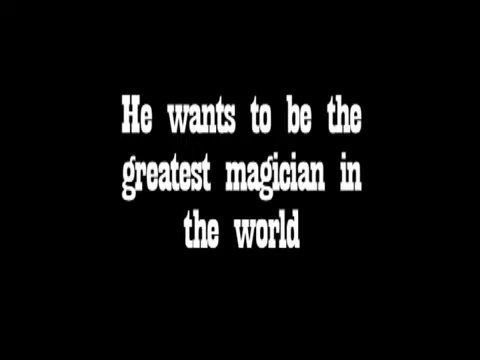 He wants to be the
greatest magician in
the world